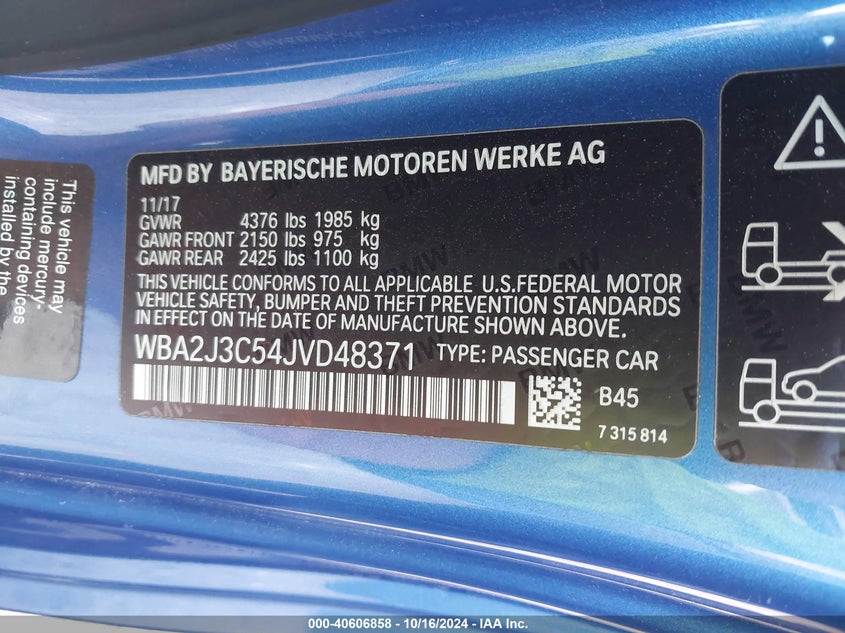 This vehicle may
include mercury-
containing devices
installed by the
MFD BY BAYERISCHE MOTOREN WERKE AG
11/17
GVWR 4376 lbs 1985 kg
GAWR FRONT 2150 lbs 975 kg
GAWR REAR 2425 lbs 1100 kg
THIS VEHICLE CONFORMS TO ALL APPLICABLE U.S.FEDERAL MOTOR
VEHICLE SAFETY, BUMPER AND THEFT PREVENTION STANDARDS
IN EFFECT ON THE DATE OF MANUFACTURE SHOWN ABOVE.
WBA2J3C54JVD48371 TYPE: PASSENGER CAR
B45
7 315 814
000-40606858 - 10/16/2024 - IAA Inc.